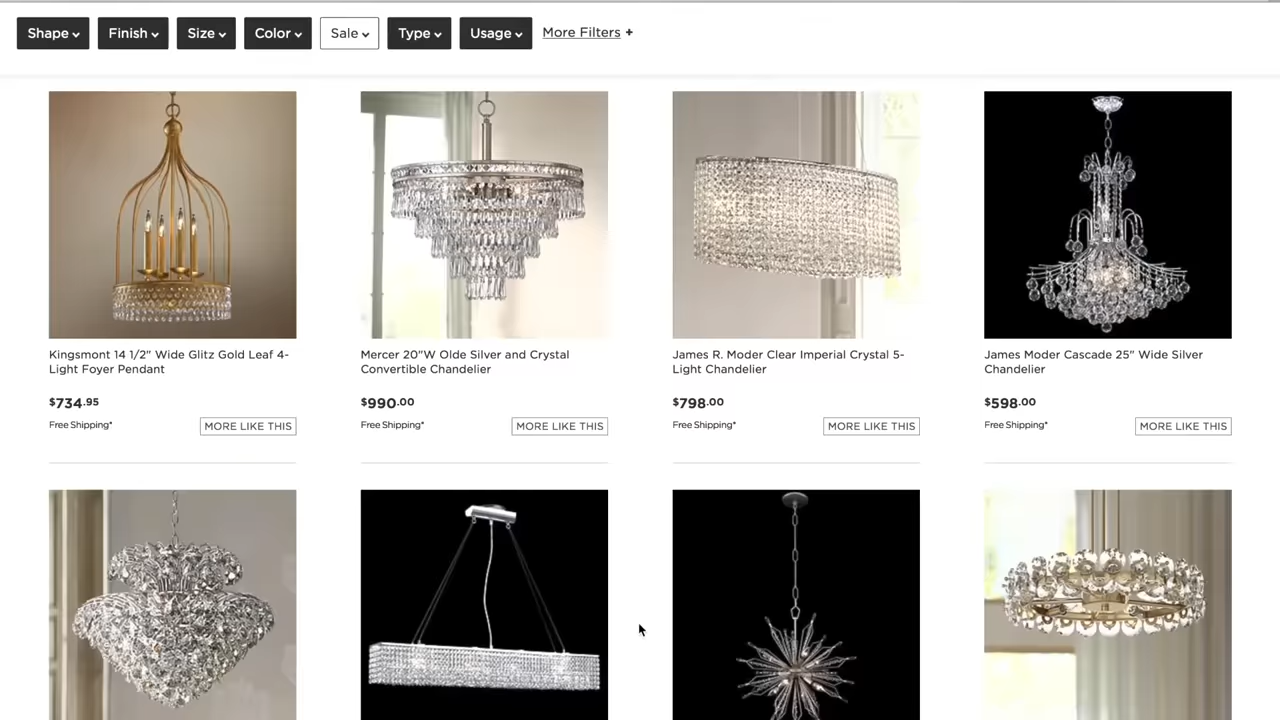 Shape Finish Size Color Sale Type Usage More Filters +
Kingsmont 14 1/2" Wide Glitz Gold Leaf 4-
Light Foyer Pendant
$734.95
Free Shipping*
MORE LIKE THIS
Mercer 20"W Olde Silver and Crystal
Convertible Chandelier
$990.00
Free Shipping*
MORE LIKE THIS
James R. Moder Clear Imperial Crystal 5-
Light Chandelier
$798.00
Free Shipping*
MORE LIKE THIS
James Moder Cascade 25" Wide Silver
Chandelier
$598.00
Free Shipping*
MORE LIKE THIS